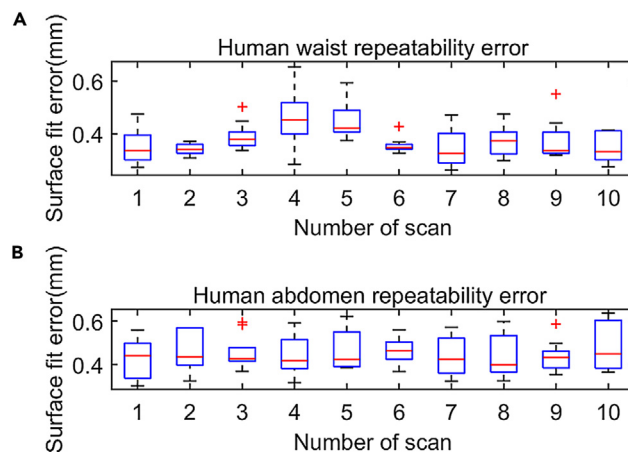 A
Human waist repeatability error
Surface fit error(mm)
0.6
0.4
1 2 3 4 5 6 7 8 9 10
Number of scan
B
Human abdomen repeatability error
Surface fit error(mm)
0.6
0.4
1 2 3 4 5 6 7 8 9 10
Number of scan